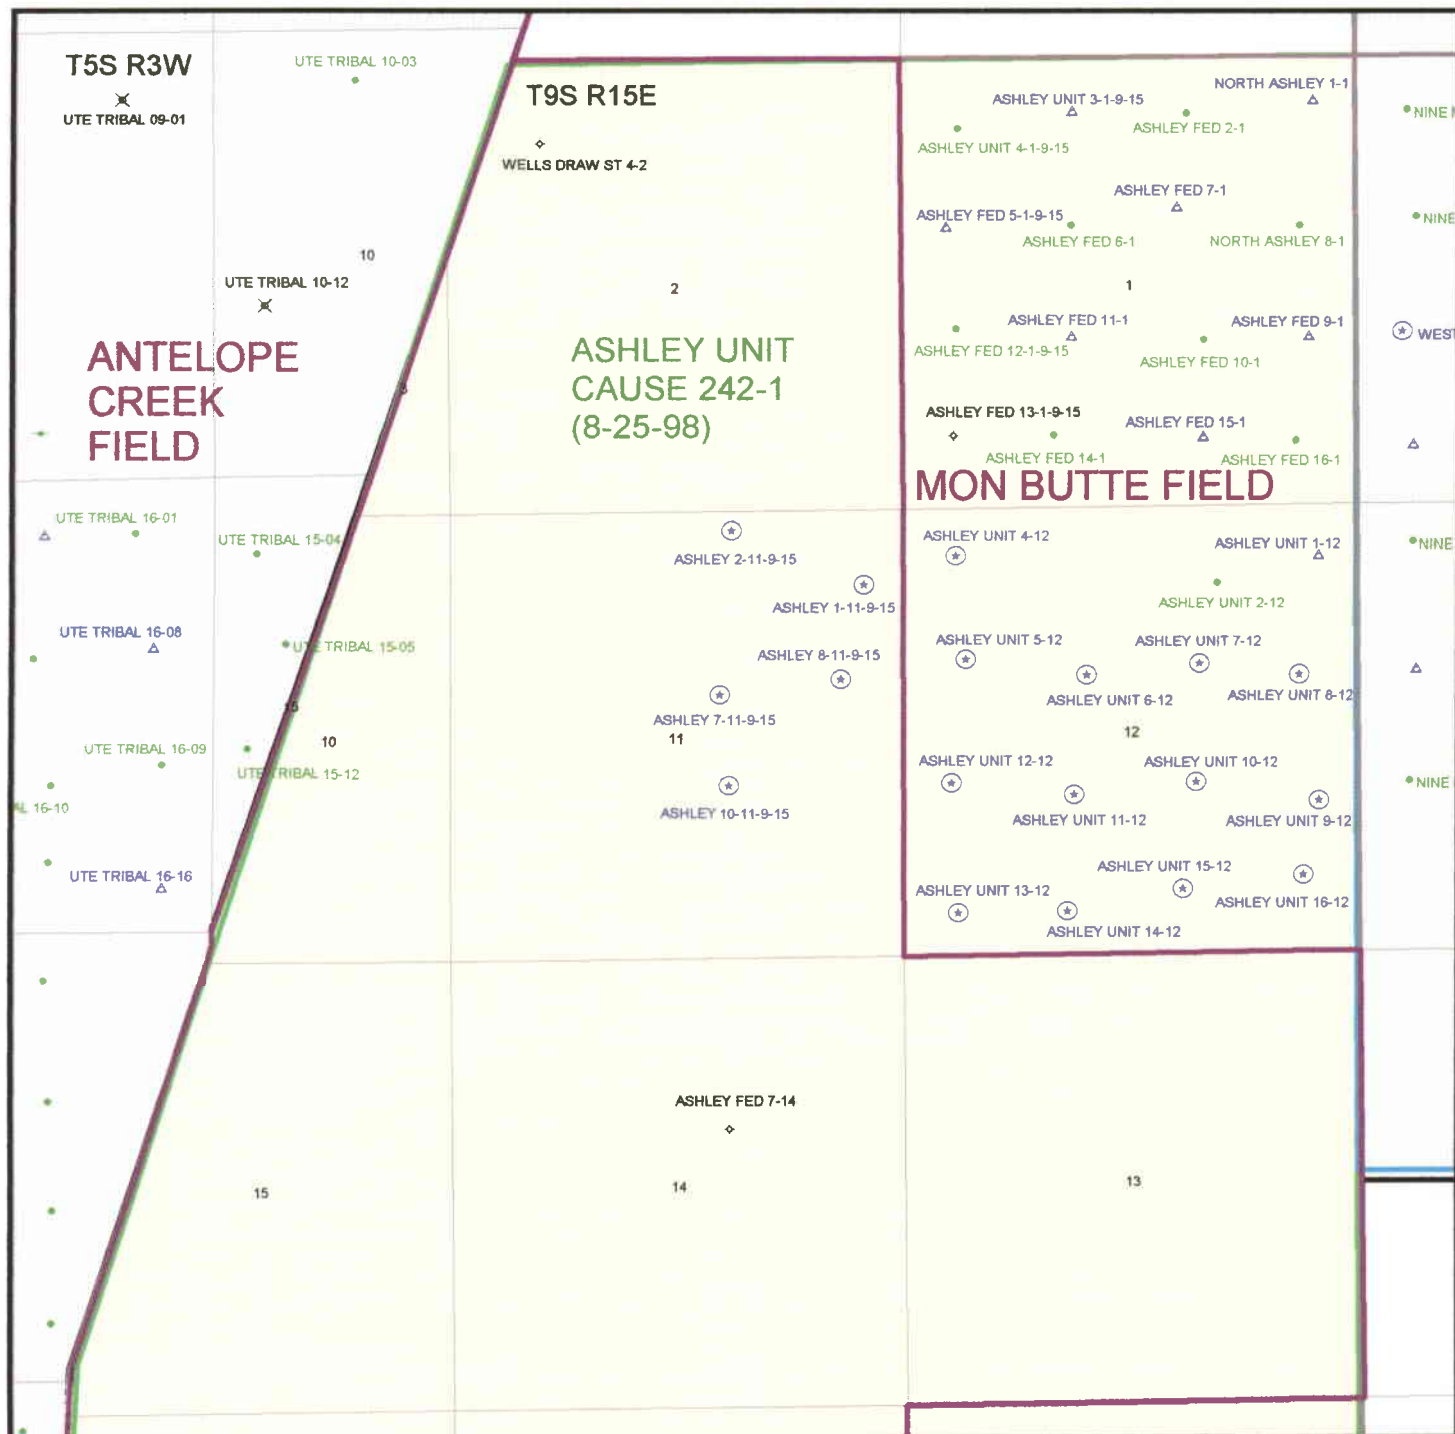 T5S R3W
UTE TRIBAL 10-03
UTE TRIBAL 09-01
T9S R15E
WELLS DRAW ST 4-2
NORTH ASHLEY 1-1
ASHLEY UNIT 3-1-9-15
ASHLEY FED 2-1
ASHLEY UNIT 4-1-9-15
NINE
ASHLEY FED 7-1
ASHLEY FED 5-1-9-15
ASHLEY FED 6-1
NORTH ASHLEY 8-1
NINE
10
UTE TRIBAL 10-12
2
1
ANTELOPE
CREEK
FIELD
ASHLEY UNIT
CAUSE 242-1
(8-25-98)
ASHLEY FED 11-1
ASHLEY FED 9-1
ASHLEY FED 12-1-9-15
ASHLEY FED 10-1
WEST
ASHLEY FED 13-1-9-15
ASHLEY FED 15-1
ASHLEY FED 14-1
ASHLEY FED 16-1
MON BUTTE FIELD
UTE TRIBAL 16-01
UTE TRIBAL 15-04
ASHLEY 2-11-9-15
ASHLEY UNIT 4-12
ASHLEY UNIT 1-12
NINE
ASHLEY 1-11-9-15
ASHLEY UNIT 2-12
UTE TRIBAL 16-08
UTE TRIBAL 15-05
ASHLEY 8-11-9-15
ASHLEY UNIT 5-12
ASHLEY UNIT 7-12
ASHLEY UNIT 6-12
ASHLEY UNIT 8-12
ASHLEY 7-11-9-15
15
10
11
12
UTE TRIBAL 16-09
UTE TRIBAL 15-12
ASHLEY UNIT 12-12
ASHLEY UNIT 10-12
NINE
AL 16-10
ASHLEY 10-11-9-15
ASHLEY UNIT 11-12
ASHLEY UNIT 9-12
UTE TRIBAL 16-16
ASHLEY UNIT 15-12
ASHLEY UNIT 13-12
ASHLEY UNIT 16-12
ASHLEY UNIT 14-12
ASHLEY FED 7-14
15
14
13